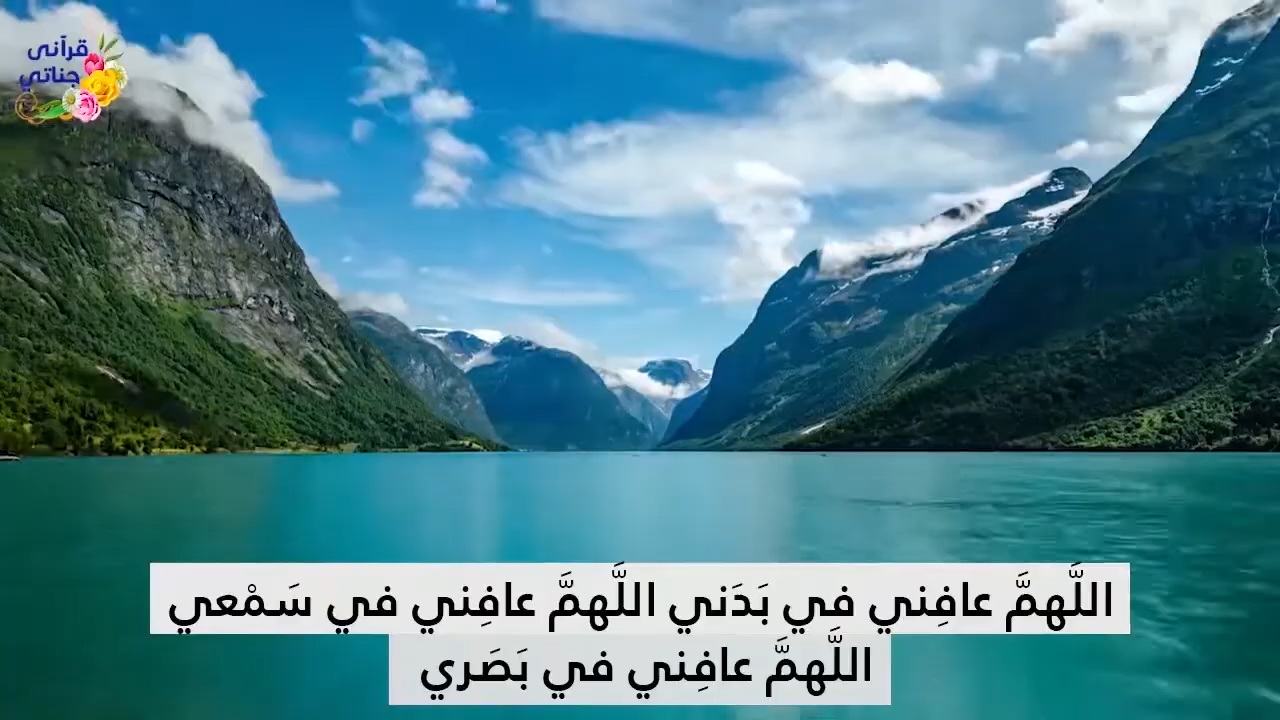 قرآنى
جناتي
اللَّهمَّ عافِني في بَدَني اللَّهمَّ عافِني في سَمْعي
اللَّهمَّ عافِني في بَصَري